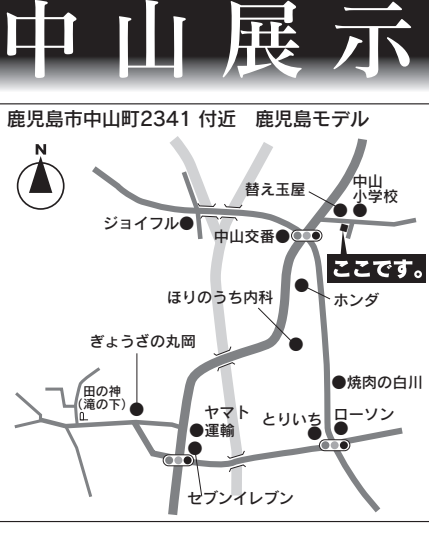 中山展示
鹿児島市中山町2341 付近 鹿児島モデル
N
替え玉屋
中山
小学校
ジョイフル
中山交番
ここです。
ほりのうち内科
ホンダ
ぎょうざの丸岡
焼肉の白川
田の神
(滝の下)
P
ヤマト
運輸
とりいち
ローソン
セブンイレブン